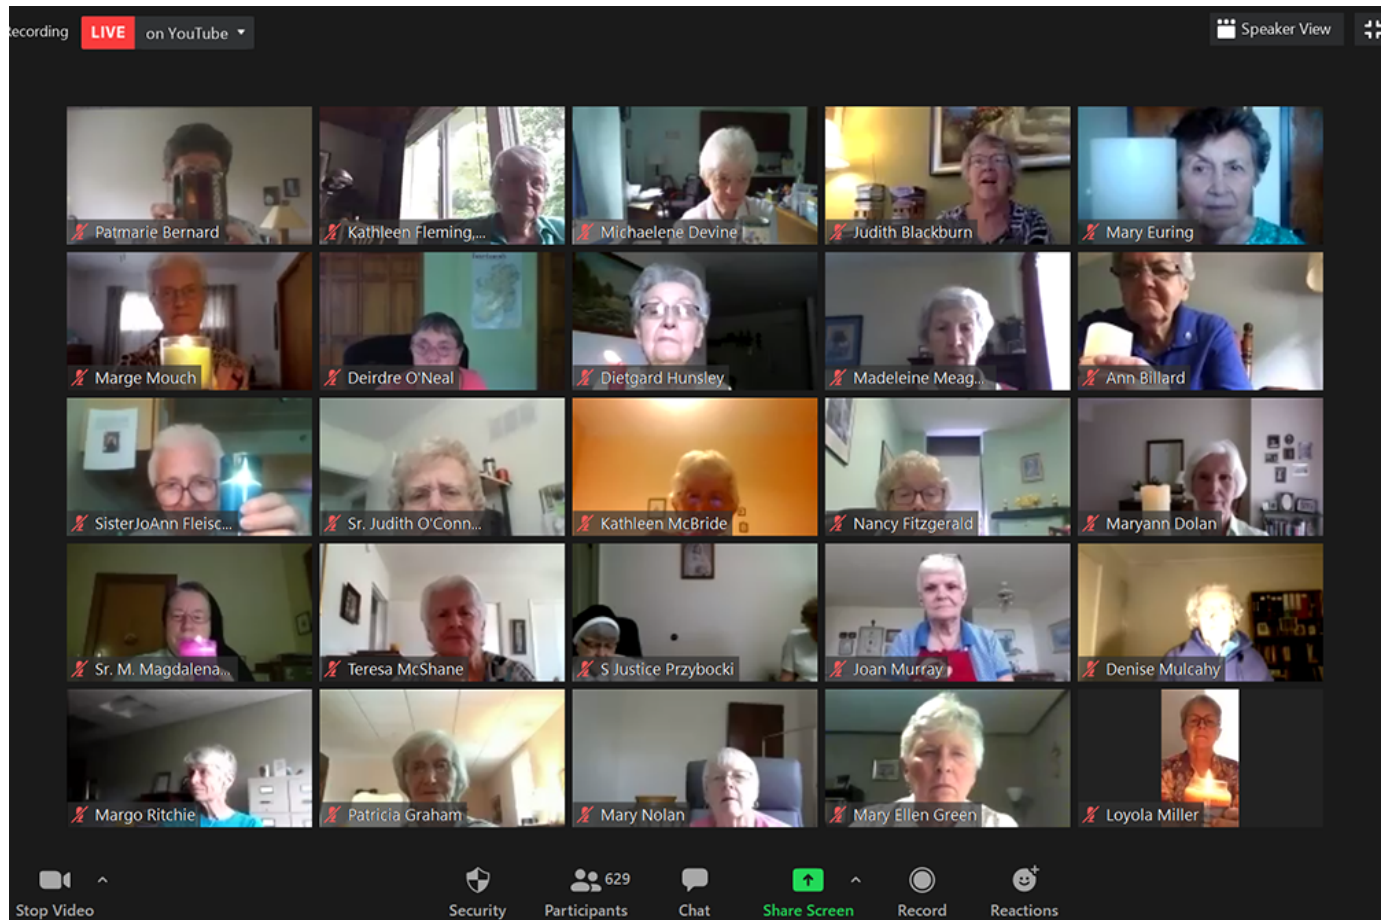 ecording LIVE on YouTube Speaker View
Patmarie Bernard
Kathleen Fleming,...
Michaelene Devine
Judith Blackburn
Mary Euring
Marge Mouch
Deirdre O'Neal
Dietgard Hunsley
Madeleine Meag...
Ann Billard
SisterJoAnn Fleisc...
Sr. Judith O'Conn...
Kathleen McBride
Nancy Fitzgerald
Maryann Dolan
Sr. M. Magdalena...
Teresa McShane
S Justice Przybocki
Joan Murray
Denise Mulcahy
Margo Ritchie
Patricia Graham
Mary Nolan
Mary Ellen Green
Loyola Miller
629
Stop Video
Security
Participants
Chat
Share Screen
Record
Reactions